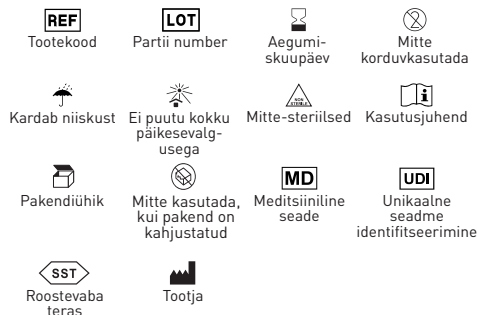 REF
Tootekood
LOT
Partii number
Aegumi-
skuupäev
2
Mitte
korduvkasutada
Kardab niiskust
Ei puutu kokku
päikesevalg-
usega
NON
STERILE
Mitte-steriilsed
i
Kasutusjuhend
Pakendiühik
Mitte kasutada,
kui pakend on
kahjustatud
MD
Meditsiiniline
seade
UDI
Unikaalne
seadme
identifitseerimine
SST
Roostevaba
teras
Tootja